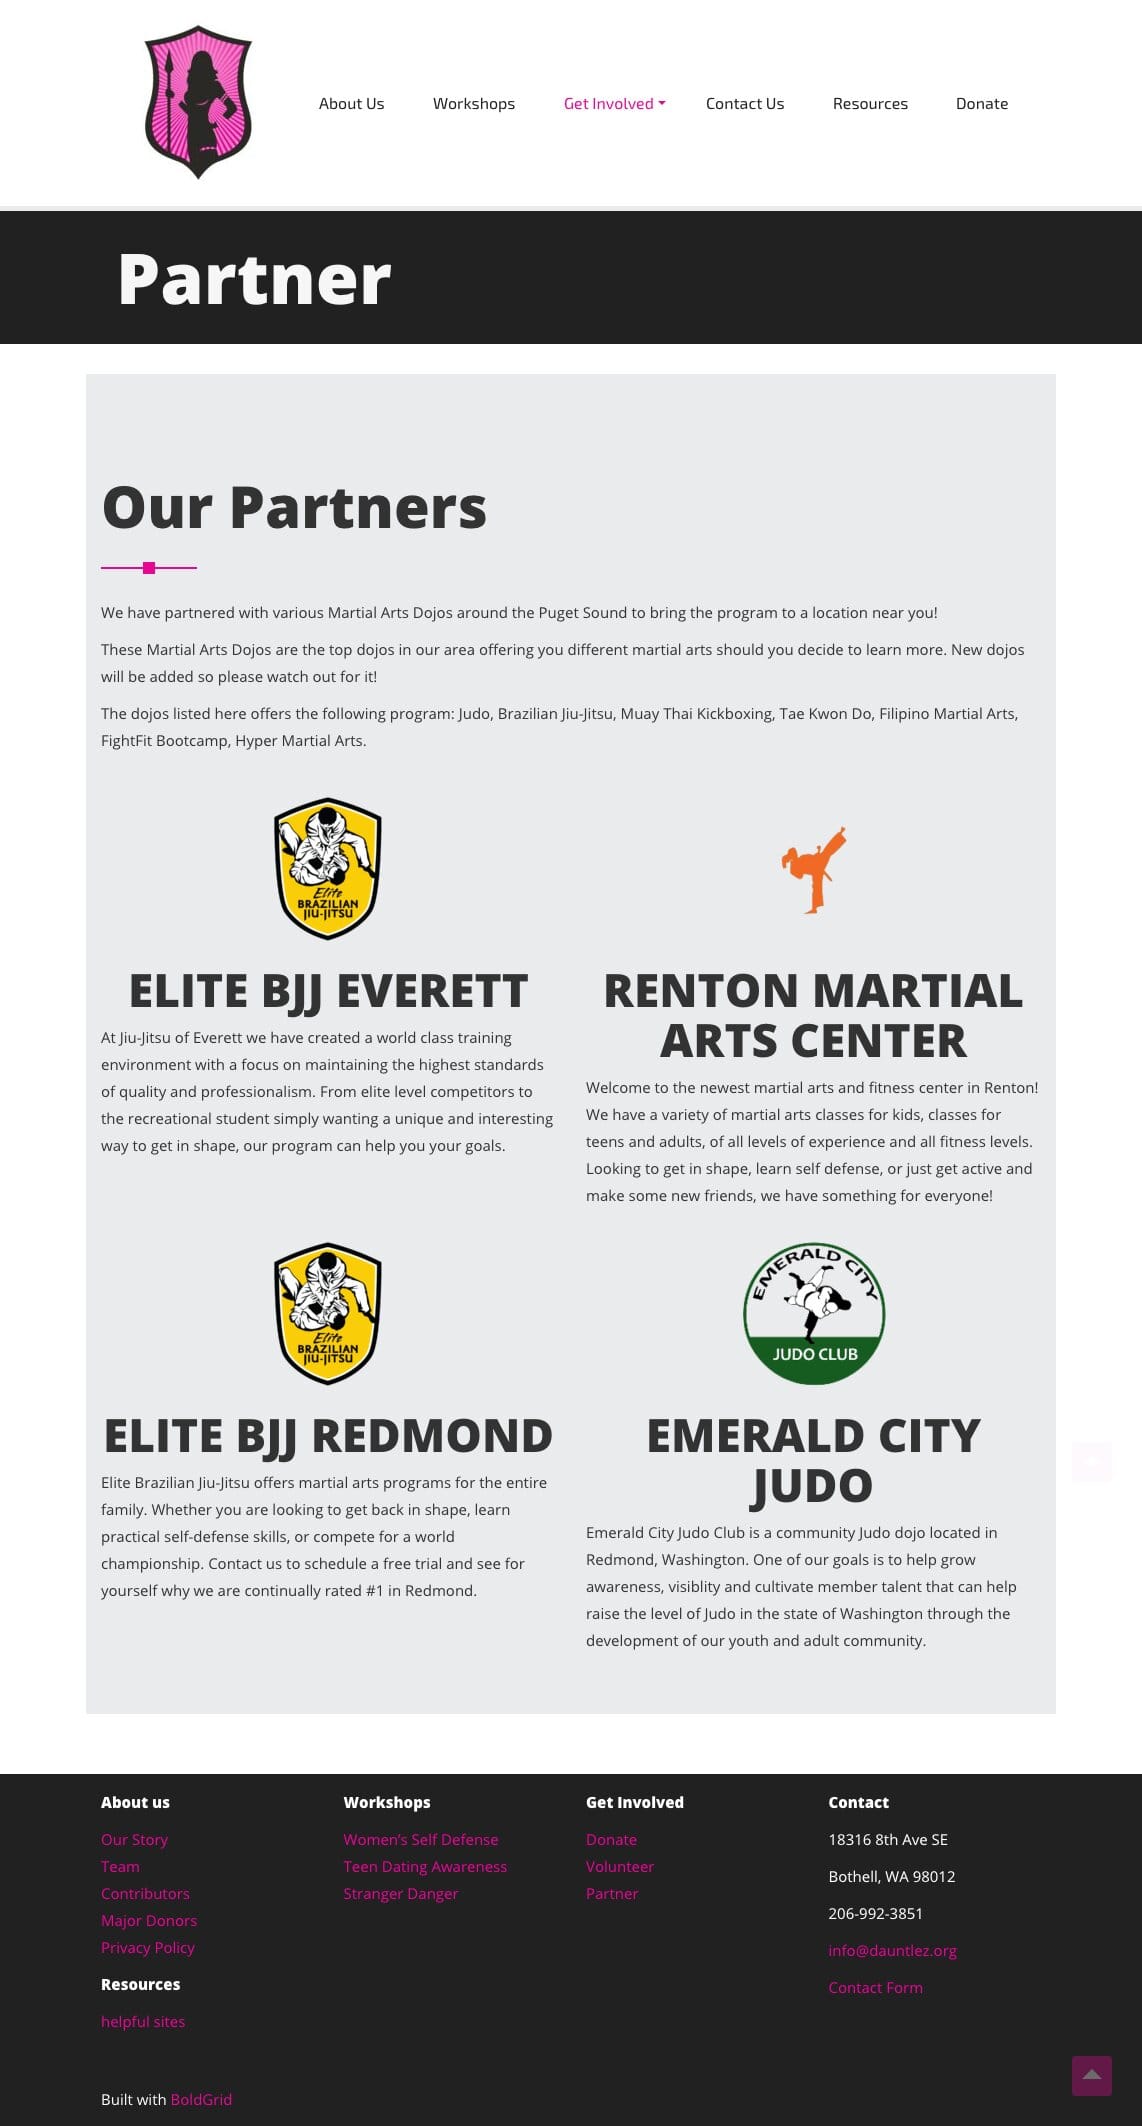 About Us
Workshops
Get Involved
Contact Us
Resources
Donate
Partner
Our Partners
We have partnered with various Martial Arts Dojos around the Puget Sound to bring the program to a location near you!
These Martial Arts Dojos are the top dojos in our area offering you different martial arts should you decide to learn more. New dojos
will be added so please watch out for it!
The dojos listed here offers the following program: Judo, Brazilian Jiu-Jitsu, Muay Thai Kickboxing, Tae Kwon Do, Filipino Martial Arts,
FightFit Bootcamp, Hyper Martial Arts.
Elite
BRAZILIAN
JIU-JITSU
ELITE BJJ EVERETT
At Jiu-Jitsu of Everett we have created a world class training
environment with a focus on maintaining the highest standards
of quality and professionalism. From elite level competitors to
the recreational student simply wanting a unique and interesting
way to get in shape, our program can help you your goals.
RENTON MARTIAL
ARTS CENTER
Welcome to the newest martial arts and fitness center in Renton!
We have a variety of martial arts classes for kids, classes for
teens and adults, of all levels of experience and all fitness levels.
Looking to get in shape, learn self defense, or just get active and
make some new friends, we have something for everyone!
Elite
BRAZILIAN
JIU-JITSU
ELITE BJJ REDMOND
Elite Brazilian Jiu-Jitsu offers martial arts programs for the entire
family. Whether you are looking to get back in shape, learn
practical self-defense skills, or compete for a world
championship. Contact us to schedule a free trial and see for
yourself why we are continually rated #1 in Redmond.
EMERALD CITY
JUDO CLUB
EMERALD CITY
JUDO
Emerald City Judo Club is a community Judo dojo located in
Redmond, Washington. One of our goals is to help grow
awareness, visiblity and cultivate member talent that can help
raise the level of Judo in the state of Washington through the
development of our youth and adult community.
About us
Our Story
Team
Contributors
Major Donors
Privacy Policy
Resources
helpful sites
Workshops
Women's Self Defense
Teen Dating Awareness
Stranger Danger
Get Involved
Donate
Volunteer
Partner
Contact
18316 8th Ave SE
Bothell, WA 98012
206-992-3851
info@dauntlez.org
Contact Form
Built with BoldGrid